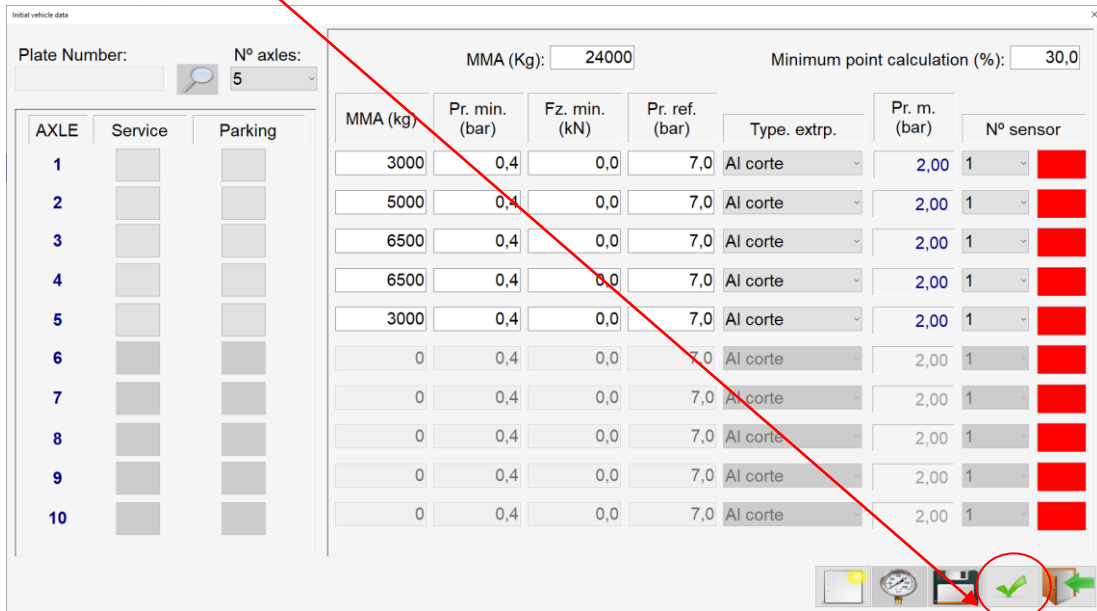 Initial vehicle data
Plate Number: Nº axles:
5
MMA (Kg): 24000 Minimum point calculation (%): 30,0
AXLE Service Parking
MMA (kg) Pr. min. (bar) Fz. min. (kN) Pr. ref. (bar) Type. extrp. Pr. m. (bar) Nº sensor
1 3000 0,4 0,0 7,0 Al corte 2,00 1
2 5000 0,4 0,0 7,0 Al corte 2,00 1
3 6500 0,4 0,0 7,0 Al corte 2,00 1
4 6500 0,4 0,0 7,0 Al corte 2,00 1
5 3000 0,4 0,0 7,0 Al corte 2,00 1
6 0 0,4 0,0 7,0 Al corte 2,00 1
7 0 0,4 0,0 7,0 Al corte 2,00 1
8 0 0,4 0,0 7,0 Al corte 2,00 1
9 0 0,4 0,0 7,0 Al corte 2,00 1
10 0 0,4 0,0 7,0 Al corte 2,00 1